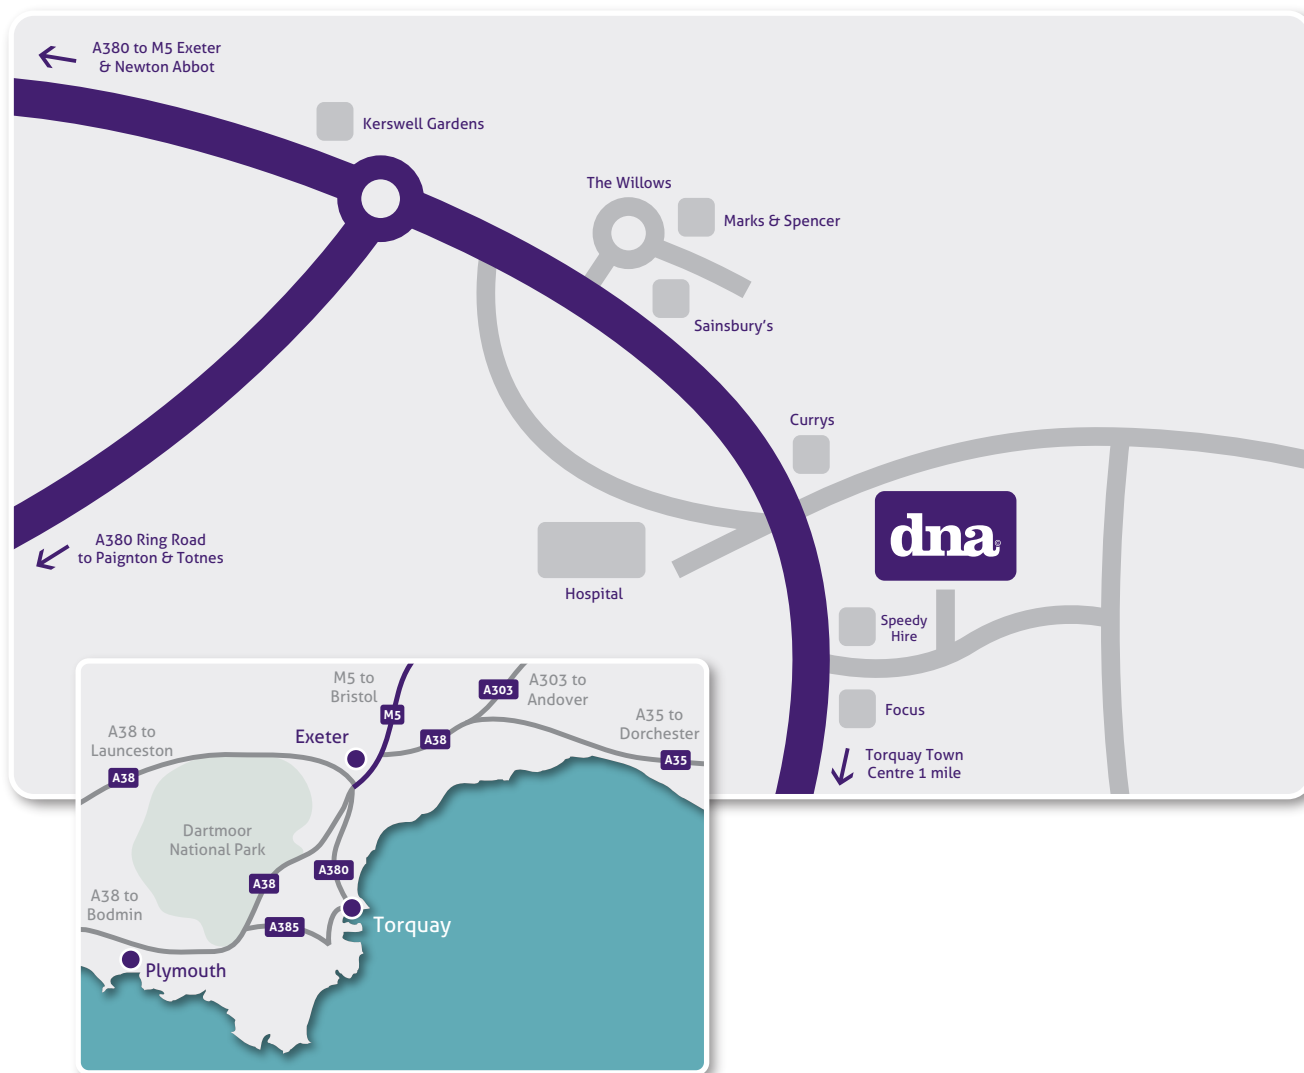 A380 to M5 Exeter
& Newton Abbot
Kerswell Gardens
The Willows
Marks & Spencer
Sainsbury's
Currys
dna©
A380 Ring Road
to Paignton & Totnes
Hospital
Speedy
Hire
Focus
Torquay Town
Centre 1 mile
M5 to
Bristol
A303
A303 to
Andover
M5
A35 to
Dorchester
A38 to
Launceston
Exeter
A38
A35
A38
Dartmoor
National Park
A380
A38
A38 to
Bodmin
A385
Torquay
Plymouth